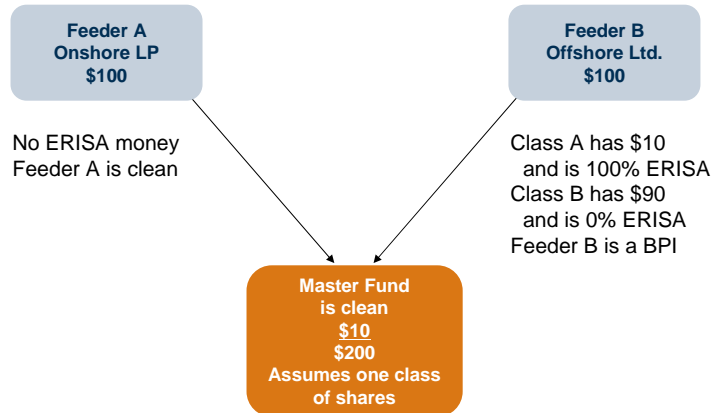 Feeder A
Onshore LP
$100
Feeder B
Offshore Ltd.
$100
No ERISA money
Feeder A is clean
Class A has $10
and is 100% ERISA
Class B has $90
and is 0% ERISA
Feeder B is a BPI
Master Fund
is clean
$10
$200
Assumes one class
of shares